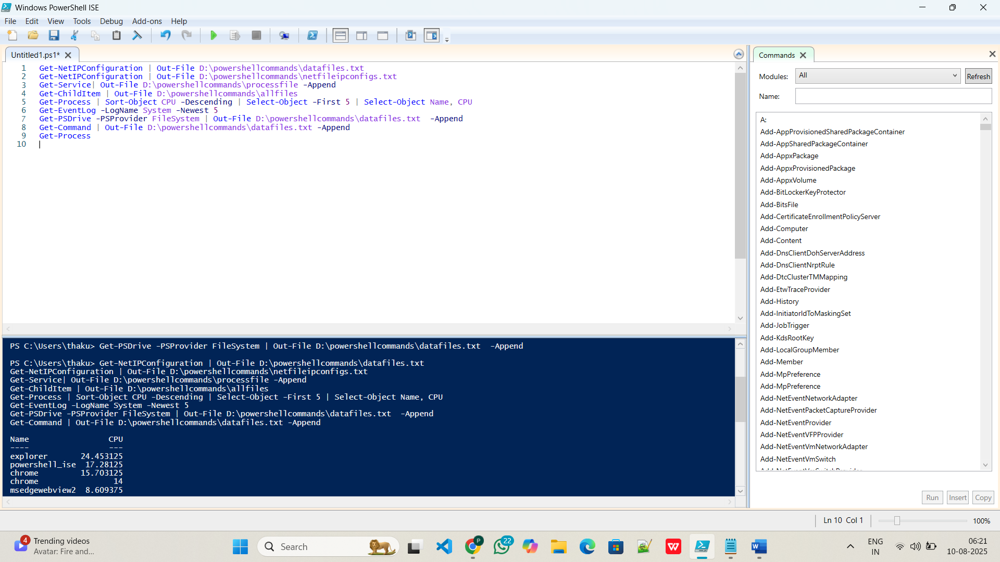 Windows PowerShell ISE
File Edit View Tools Debug Add-ons Help
Untitled1.ps1*
1 Get-NetIPConfiguration | Out-File D:\powershellcommands\datafiles.txt
2 Get-NetIPConfiguration | Out-File D:\powershellcommands\netfileipconfigs.txt
3 Get-Service| Out-File D:\powershellcommands\processfile -Append
4 Get-ChildItem | Out-File D:\powershellcommands\allfiles
5 Get-Process | Sort-Object CPU -Descending | Select-Object -First 5 | Select-Object Name, CPU
6 Get-EventLog -LogName System -Newest 5
7 Get-PSDrive -PSProvider FileSystem | Out-File D:\powershellcommands\datafiles.txt  -Append
8 Get-Command | Out-File D:\powershellcommands\datafiles.txt -Append
9 Get-Process
10
PS C:\Users\thaku> Get-PSDrive -PSProvider FileSystem | Out-File D:\powershellcommands\datafiles.txt  -Append
PS C:\Users\thaku> Get-NetIPConfiguration | Out-File D:\powershellcommands\datafiles.txt
Get-NetIPConfiguration | Out-File D:\powershellcommands\netfileipconfigs.txt
Get-Service| Out-File D:\powershellcommands\processfile -Append
Get-ChildItem | Out-File D:\powershellcommands\allfiles
Get-Process | Sort-Object CPU -Descending | Select-Object -First 5 | Select-Object Name, CPU
Get-EventLog -LogName System -Newest 5
Get-PSDrive -PSProvider FileSystem | Out-File D:\powershellcommands\datafiles.txt  -Append
Get-Command | Out-File D:\powershellcommands\datafiles.txt -Append
Name CPU
---- ---
explorer 24.453125
powershell_ise 17.28125
chrome 15.703125
chrome 14
msedgewebview2 8.609375
Commands
Modules: All Refresh
Name:
A:
Add-AppProvisionedSharedPackageContainer
Add-AppSharedPackageContainer
Add-AppxPackage
Add-AppxProvisionedPackage
Add-AppxVolume
Add-BitLockerKeyProtector
Add-BitsFile
Add-CertificateEnrollmentPolicyServer
Add-Computer
Add-Content
Add-DnsClientDohServerAddress
Add-DnsClientNrptRule
Add-DtcClusterTMMapping
Add-EtwTraceProvider
Add-History
Add-InitiatorIdToMaskingSet
Add-JobTrigger
Add-KdsRootKey
Add-LocalGroupMember
Add-Member
Add-MpPreference
Add-MpPreference
Add-NetEventNetworkAdapter
Add-NetEventPacketCaptureProvider
Add-NetEventProvider
Add-NetEventVFPProvider
Add-NetEventVmNetworkAdapter
Add-NetEventVmSwitch
Run Insert Copy
Ln 10 Col 1 100%
4 Trending videos
Avatar: Fire and...
Search
P
22
W
W
ENG
IN
06:21
10-08-2025